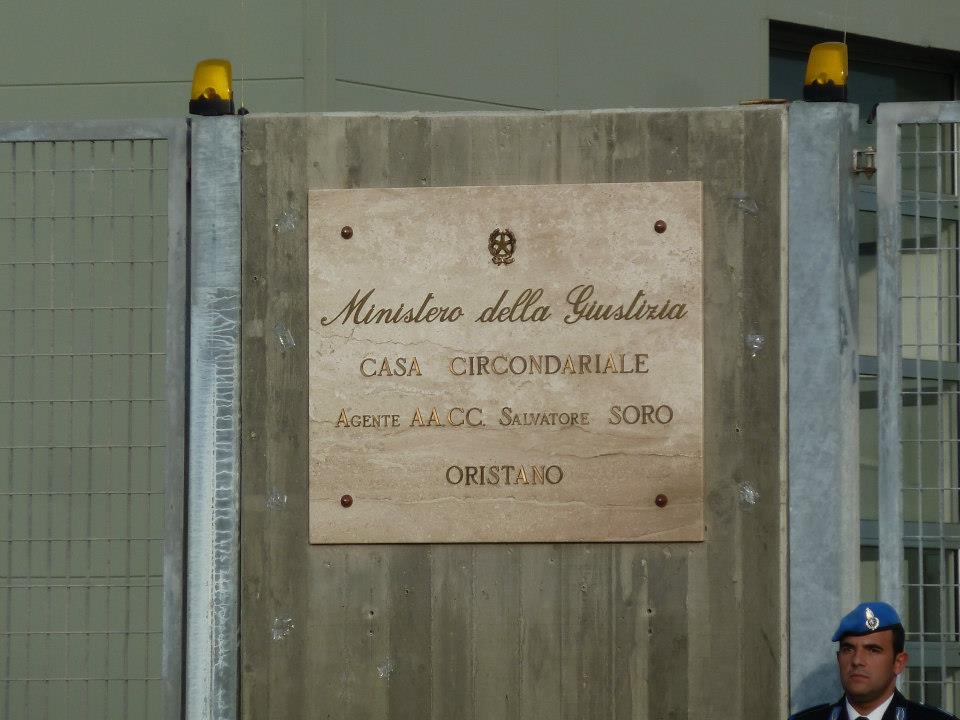 Ministero della Giustizia
CASA CIRCONDARIALE
AGENTE AA.CC. SALVATORE SORO
ORISTANO